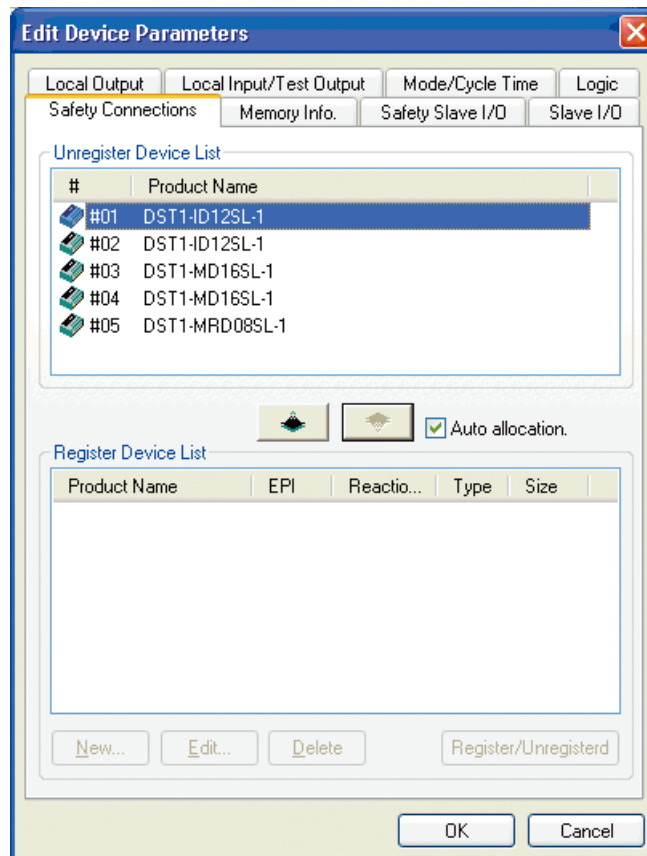 Edit Device Parameters
Local Output Local Input/Test Output Mode/Cycle Time Logic
Safety Connections Memory Info. Safety Slave I/O Slave I/O
Unregister Device List
# Product Name
#01 DST1-ID12SL-1
#02 DST1-ID12SL-1
#03 DST1-MD16SL-1
#04 DST1-MD16SL-1
#05 DST1-MRD08SL-1
Auto allocation.
Register Device List
Product Name EPI Reactio... Type Size
New... Edit... Delete Register/Unregisterd
OK Cancel